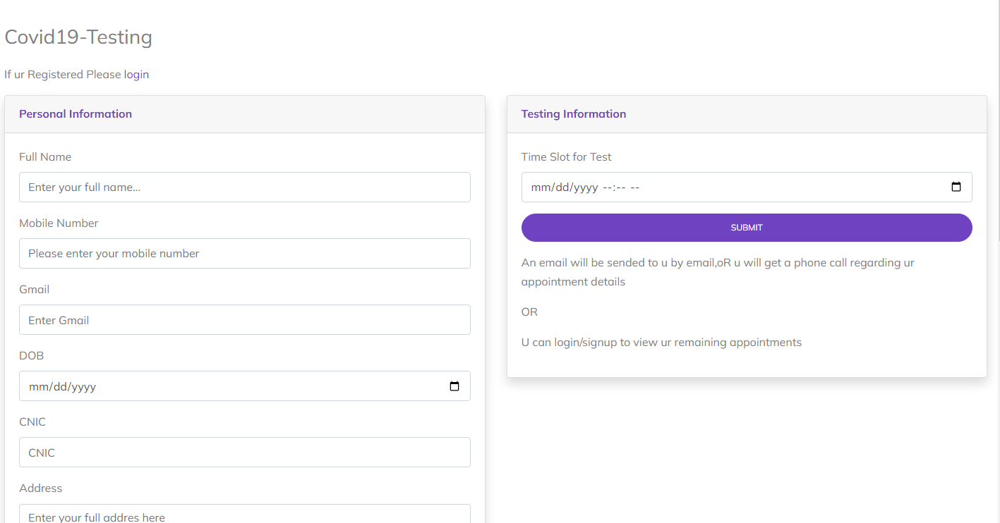 Covid19-Testing
If ur Registered Please login
Personal Information
Full Name
Enter your full name...
Mobile Number
Please enter your mobile number
Gmail
Enter Gmail
DOB
mm/dd/yyyy
CNIC
CNIC
Address
Enter your full addres here
Testing Information
Time Slot for Test
mm/dd/yyyy --:-- --
SUBMIT
An email will be sended to u by email,oR u will get a phone call regarding ur
appointment details
OR
U can login/signup to view ur remaining appointments